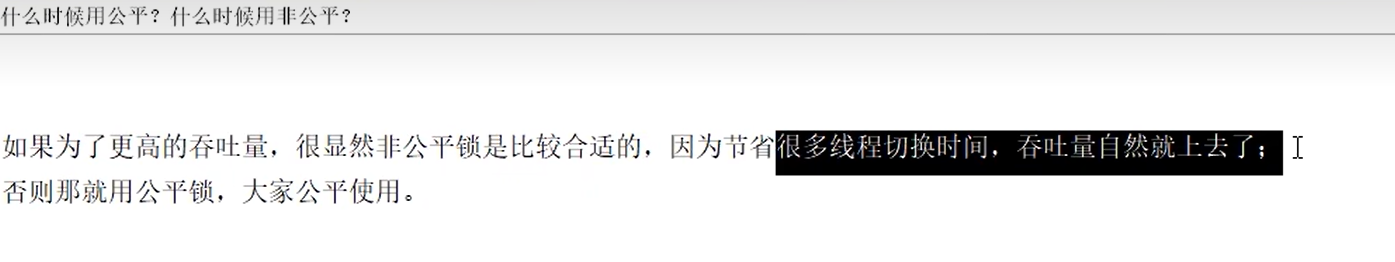 什么时候用公平？什么时候用非公平？
如果为了更高的吞吐量，很显然非公平锁是比较合适的，因为节省很多线程切换时间，吞吐量自然就上去了；
否则那就用公平锁，大家公平使用。